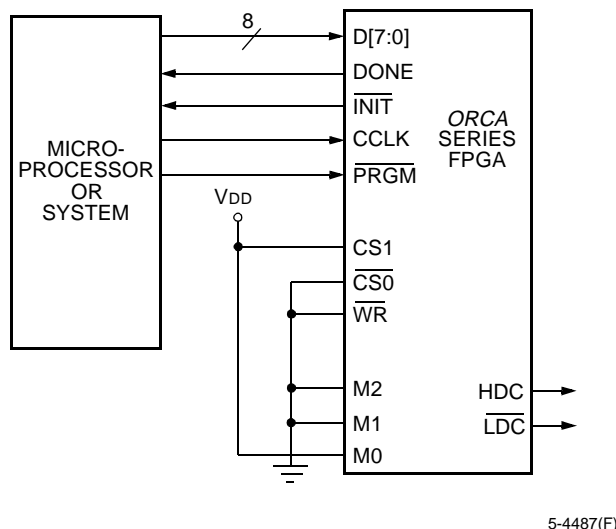 8
D[7:0]
DONE
INIT
CCLK
PRGM
MICRO-
PROCESSOR
OR
SYSTEM
ORCA
SERIES
FPGA
VDD
CS1
CS0
WR
M2
M1
M0
HDC
LDC
5-4487(F)